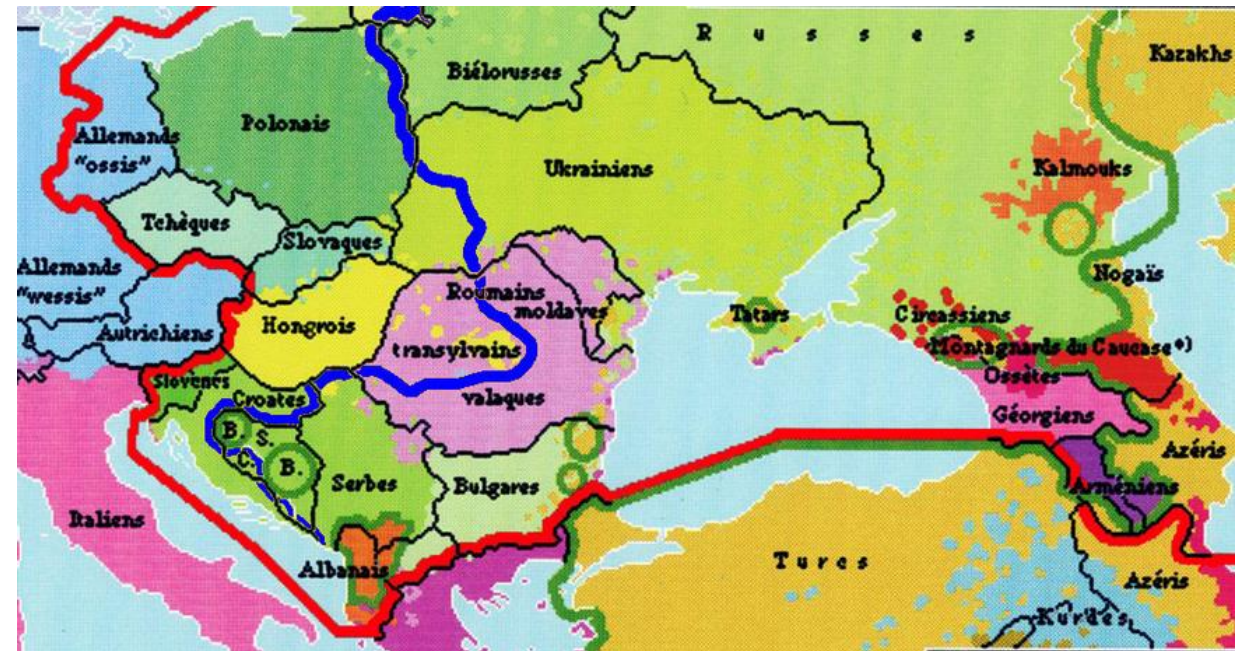 Russes
Kazakhs
Biélorusses
Polonais
Allemands
"ossis"
Ukrainiens
Kalmouks
Tchèques
Slovaques
Allemands
"wessis"
Nogaïs
Roumains
moldaves
Hongrois
Autrichiens
Tatars
Circassiens
transylvains
Montagnards du Caucase*)
Ossètes
Slovènes
Croates
valaques
Géorgiens
B.
S.
C.
B.
Serbes
Bulgares
Azéris
Italiens
Arméniens
Albanais
Turcs
Azéris
Kurdes